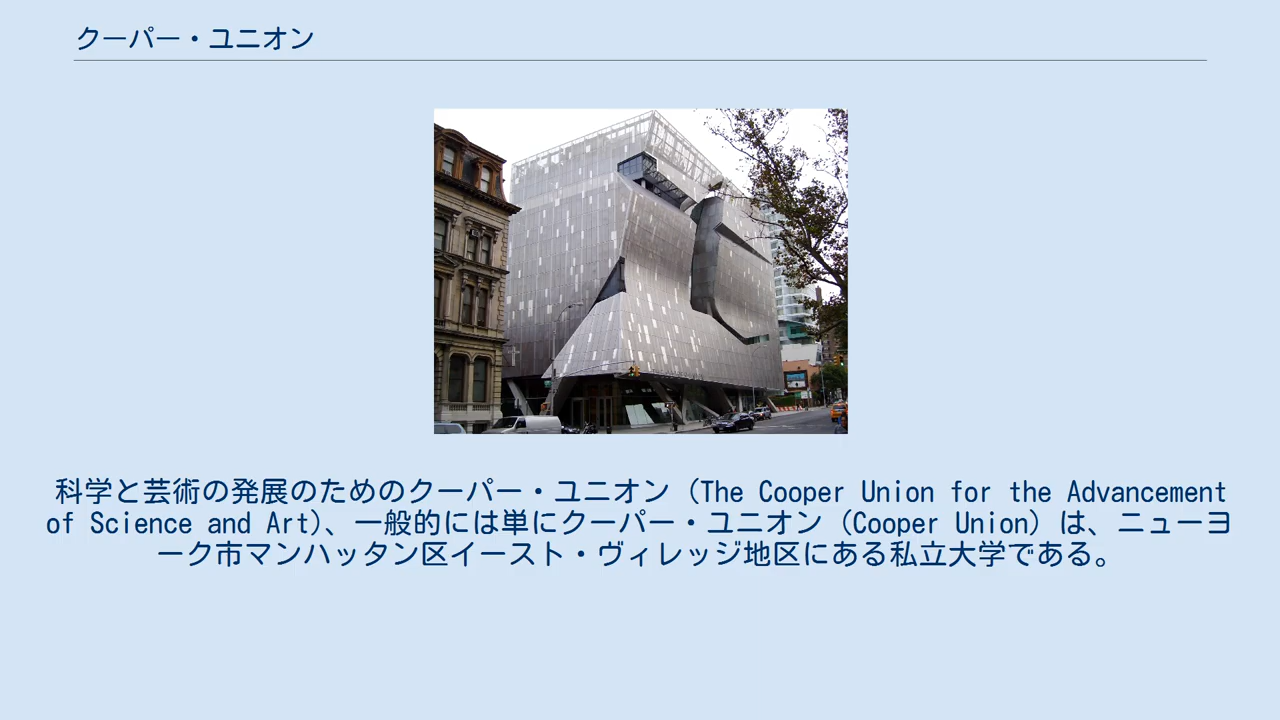 クーパー・ユニオン
科学と芸術の発展のためのクーパー・ユニオン（The Cooper Union for the Advancement
of Science and Art)、一般的には単にクーパー・ユニオン（Cooper Union）は、ニューヨ
ーク市マンハッタン区イースト・ヴィレッジ地区にある私立大学である。